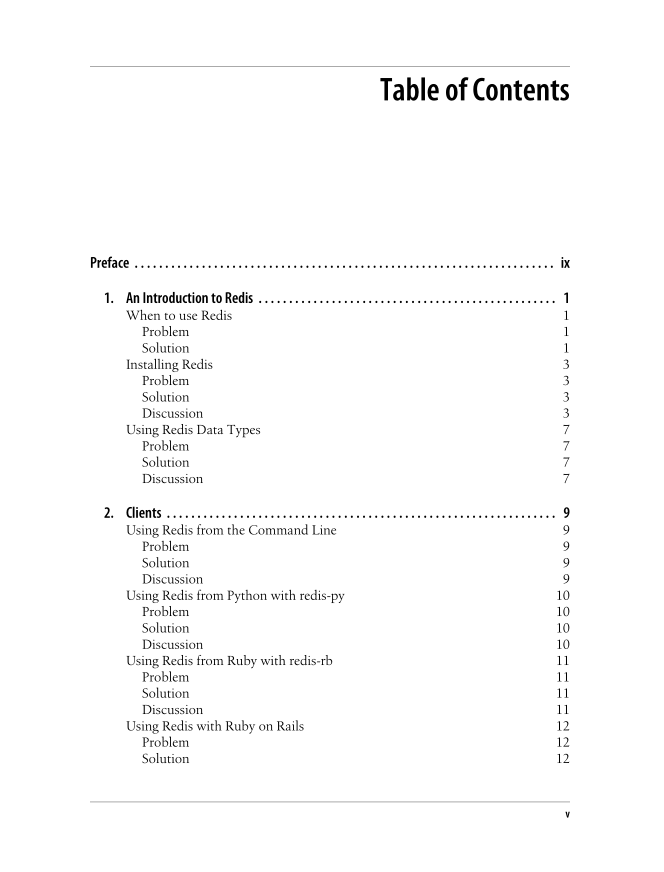 Table of Contents
Preface . . . . . . . . . . . . . . . . . . . . . . . . . . . . . . . . . . . . . . . . . . . . . . . . . . . . . . . . . . . . . . . . . . . . . ix
1. An Introduction to Redis . . . . . . . . . . . . . . . . . . . . . . . . . . . . . . . . . . . . . . . . . . . . . . . . . 1
When to use Redis 1
Problem 1
Solution 1
Installing Redis 3
Problem 3
Solution 3
Discussion 3
Using Redis Data Types 7
Problem 7
Solution 7
Discussion 7
2. Clients . . . . . . . . . . . . . . . . . . . . . . . . . . . . . . . . . . . . . . . . . . . . . . . . . . . . . . . . . . . . . . . . 9
Using Redis from the Command Line 9
Problem 9
Solution 9
Discussion 9
Using Redis from Python with redis-py 10
Problem 10
Solution 10
Discussion 10
Using Redis from Ruby with redis-rb 11
Problem 11
Solution 11
Discussion 11
Using Redis with Ruby on Rails 12
Problem 12
Solution 12
v